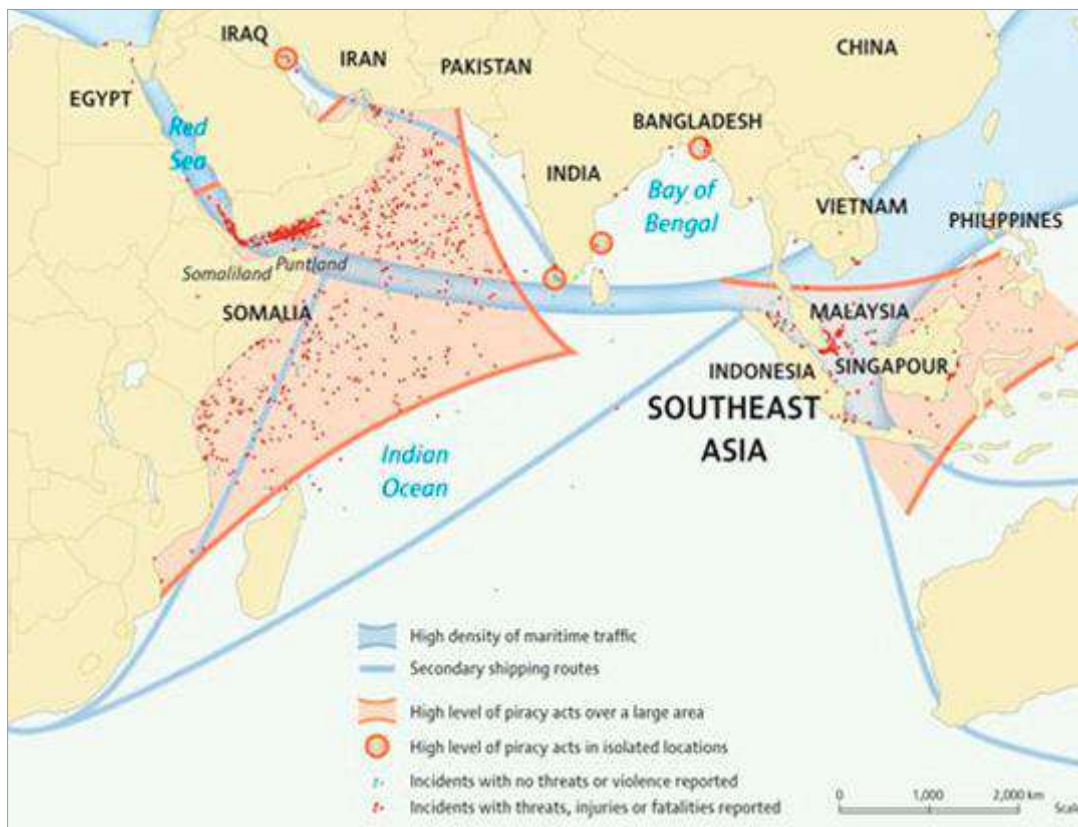 IRAQ
IRAN
PAKISTAN
CHINA
EGYPT
Red
Sea
BANGLADESH
INDIA
Bay of
Bengal
VIETNAM
PHILIPPINES
Somaliland
Puntland
SOMALIA
MALAYSIA
INDONESIA
SINGAPOUR
SOUTHEAST
ASIA
Indian
Ocean
High density of maritime traffic
Secondary shipping routes
High level of piracy acts over a large area
High level of piracy acts in isolated locations
Incidents with no threats or violence reported
Incidents with threats, injuries or fatalities reported
0 1,000 2,000 km
Scale